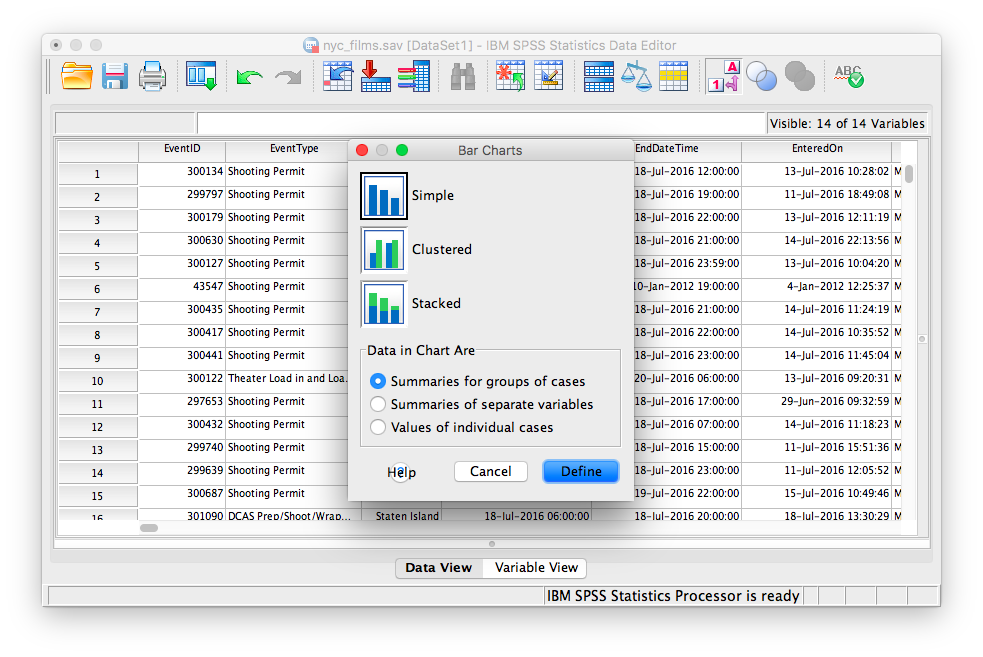 nyc_films.sav [DataSet1] - IBM SPSS Statistics Data Editor
1 A
ABC
Visible: 14 of 14 Variables
EventID EventType EndDateTime EnteredOn
1 300134 Shooting Permit 18-Jul-2016 12:00:00 13-Jul-2016 10:28:02 M
2 299797 Shooting Permit 18-Jul-2016 19:00:00 11-Jul-2016 18:49:08 M
3 300179 Shooting Permit 18-Jul-2016 22:00:00 13-Jul-2016 12:11:19 M
4 300630 Shooting Permit 18-Jul-2016 21:00:00 14-Jul-2016 22:13:56 M
5 300127 Shooting Permit 18-Jul-2016 23:59:00 13-Jul-2016 10:04:20 M
6 43547 Shooting Permit 10-Jan-2012 19:00:00 4-Jan-2012 12:25:37 M
7 300435 Shooting Permit 18-Jul-2016 21:00:00 14-Jul-2016 11:24:19 M
8 300417 Shooting Permit 18-Jul-2016 22:00:00 14-Jul-2016 10:35:52 M
9 300441 Shooting Permit 18-Jul-2016 23:00:00 14-Jul-2016 11:45:04 M
10 300122 Theater Load in and Loa... 20-Jul-2016 06:00:00 13-Jul-2016 09:20:31 M
11 297653 Shooting Permit 18-Jul-2016 17:00:00 29-Jun-2016 09:32:59 M
12 300432 Shooting Permit 18-Jul-2016 07:00:00 14-Jul-2016 11:18:23 M
13 299740 Shooting Permit 18-Jul-2016 15:00:00 11-Jul-2016 15:51:36 M
14 299639 Shooting Permit 18-Jul-2016 23:00:00 11-Jul-2016 12:05:52 M
15 300687 Shooting Permit 19-Jul-2016 22:00:00 15-Jul-2016 10:49:46 M
16 301090 DCAS Prep/Shoot/Wrap... Staten Island 18-Jul-2016 06:00:00 18-Jul-2016 20:00:00 18-Jul-2016 13:30:29 M
Bar Charts
Simple
Clustered
Stacked
Data in Chart Are
Summaries for groups of cases
Summaries of separate variables
Values of individual cases
Help Cancel Define
Data View Variable View
IBM SPSS Statistics Processor is ready